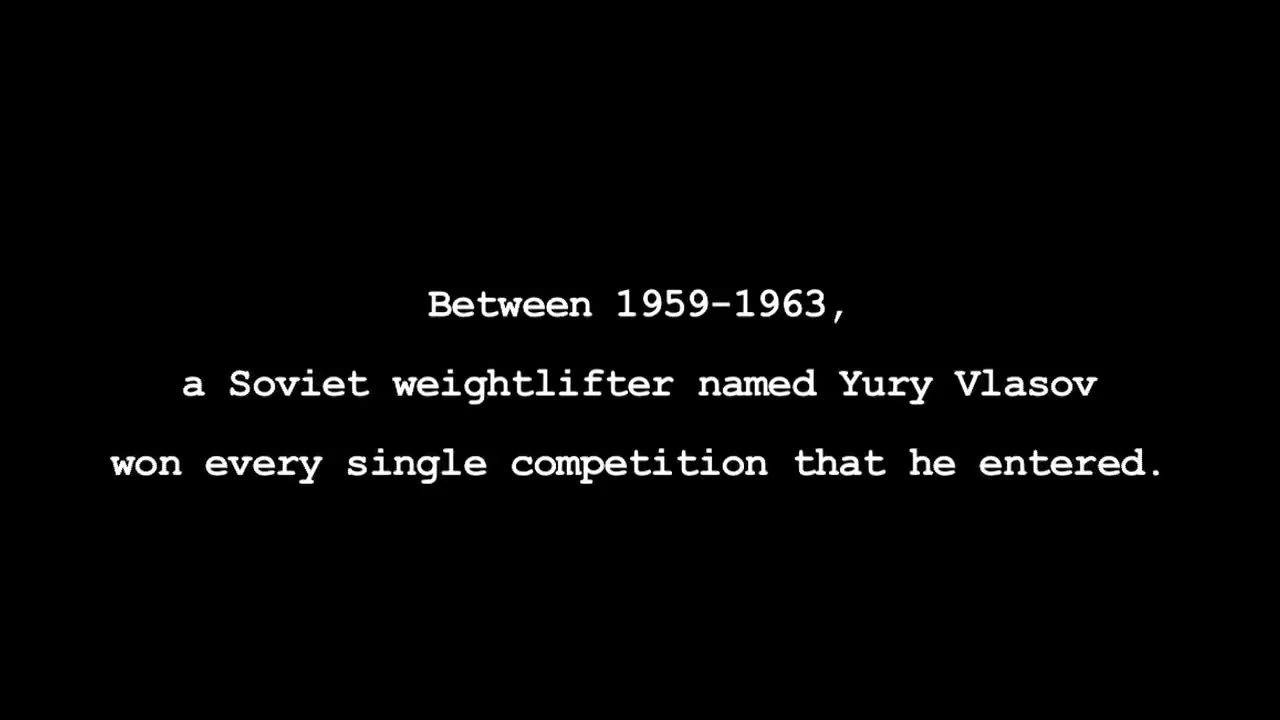 Between 1959-1963,
a Soviet weightlifter named Yury Vlasov
won every single competition that he entered.